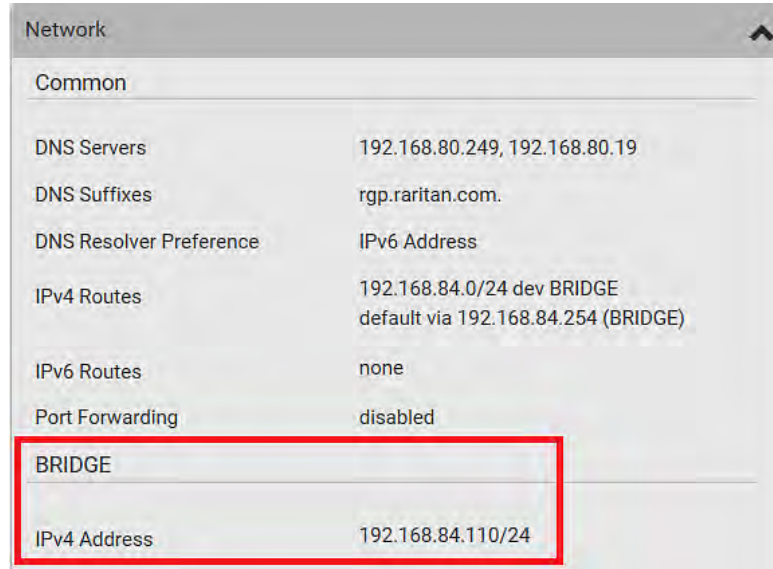 Network
Common
DNS Servers 192.168.80.249, 192.168.80.19
DNS Suffixes rgp.raritan.com.
DNS Resolver Preference IPv6 Address
IPv4 Routes 192.168.84.0/24 dev BRIDGE
default via 192.168.84.254 (BRIDGE)
IPv6 Routes none
Port Forwarding disabled
BRIDGE
IPv4 Address 192.168.84.110/24